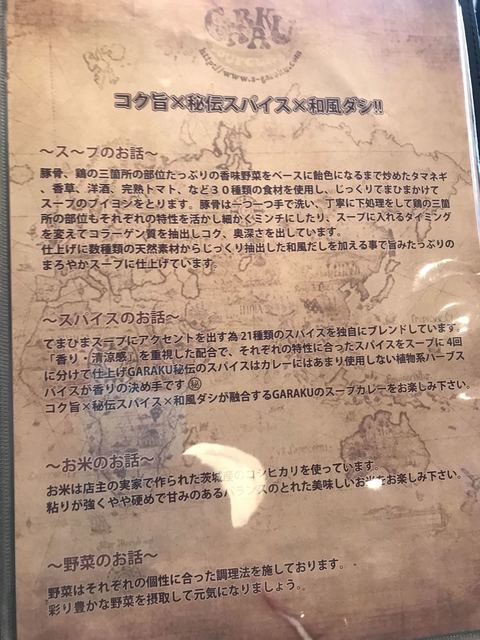 GARAKU
コク旨×秘伝スパイス×和風ダシ!!
〜スープのお話〜
豚骨、鶏の三箇所の部位たっぷりの香味野菜をベースに飴色になるまで炒めたタマネギ
、香草、洋酒、完熟トマト、など３０種類の食材を使用し、じっくりてまひまかけて
スープのブイヨンをとります。豚骨は一つ一つ手で洗い、丁寧に下処理をして鶏の三箇
所の部位もそれぞれの特性を活かし細かくミンチにしたり、スープに入れるタイミング
を変えてコラーゲン質を抽出しコク、奥深さを出しています。
仕上げに数種類の天然素材からじっくり抽出した和風だしを加える事で旨みたっぷりの
まろやかスープに仕上げています。
〜スパイスのお話〜
てまひまスープにアクセントを出す為21種類のスパイスを独自にブレンドしています。
「香り・清涼感」を重視した配合で、それぞれの特性に合ったスパイスをスープに4回
に分けて仕上げGARAKU秘伝のスパイスはカレーにはあまり使用しない植物系ハーブス
パイスが香りの決め手です㊙
コク旨×秘伝スパイス×和風ダシが融合するGARAKUのスープカレーをお楽しみ下さい。
〜お米のお話〜
お米は店主の実家で作られた茨城産のコシヒカリを使っています。
粘りが強くやや硬めで甘みのあるバランスのとれた美味しいお米をお楽しみ下さい。
〜野菜のお話〜
野菜はそれぞれの個性に合った調理法を施しております。
彩り豊かな野菜を摂取して元気になりましょう。